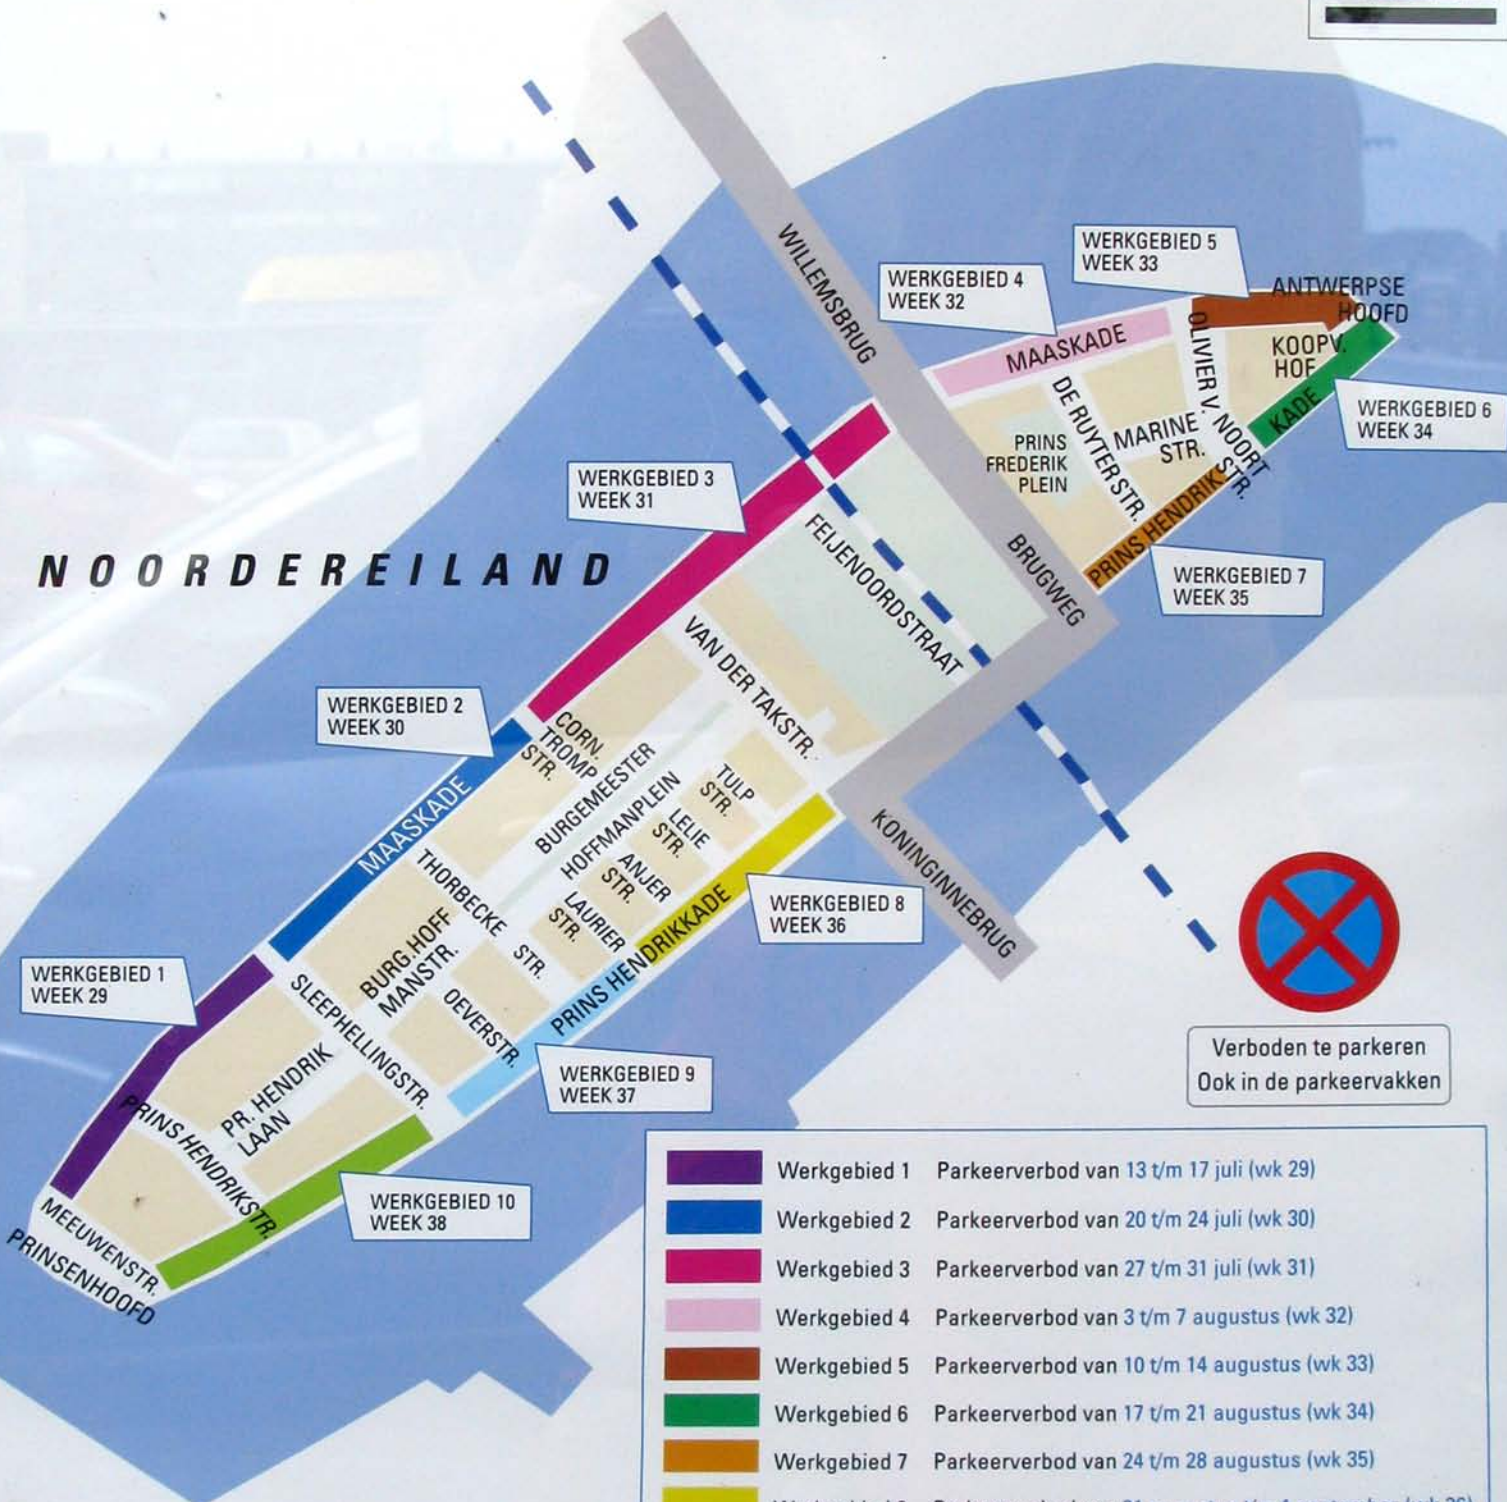 WILLEMSBRUG
WERKGEBIED 5
WEEK 33
WERKGEBIED 4
WEEK 32
ANTWERPSE
HOOFD
MAASKADE
OLIVIER V. NOORT
STR.
KOOPV.
HOF
KADE
WERKGEBIED 6
WEEK 34
DE RUYTERSTR.
MARINE
STR.
PRINS
FREDERIK
PLEIN
PRINS HENDRIK
WERKGEBIED 7
WEEK 35
WERKGEBIED 3
WEEK 31
NOORDEREILAND
FEIJENOORDSTRAAT
BRUGWEG
VAN DER TAKSTR.
WERKGEBIED 2
WEEK 30
CORN.
TROMP
STR.
BURGEMEESTER
HOFFMANPLEIN
TULP
STR.
LELIE
STR.
ANJER
STR.
LAURIER
STR.
MAASKADE
THORBECKE STR.
KONINGINNEBRUG
WERKGEBIED 8
WEEK 36
PRINS HENDRIKKADE
BURG. HOFF
MANSTR.
OEVERSTR.
WERKGEBIED 1
WEEK 29
SLEEPHELLINGSTR.
WERKGEBIED 9
WEEK 37
PR. HENDRIK
LAAN
PRINS HENDRIKSTR.
WERKGEBIED 10
WEEK 38
MEEUWENSTR.
PRINSENHOOFD
Verboden te parkeren
Ook in de parkeervakken
Werkgebied 1 Parkeerverbod van 13 t/m 17 juli (wk 29)
Werkgebied 2 Parkeerverbod van 20 t/m 24 juli (wk 30)
Werkgebied 3 Parkeerverbod van 27 t/m 31 juli (wk 31)
Werkgebied 4 Parkeerverbod van 3 t/m 7 augustus (wk 32)
Werkgebied 5 Parkeerverbod van 10 t/m 14 augustus (wk 33)
Werkgebied 6 Parkeerverbod van 17 t/m 21 augustus (wk 34)
Werkgebied 7 Parkeerverbod van 24 t/m 28 augustus (wk 35)